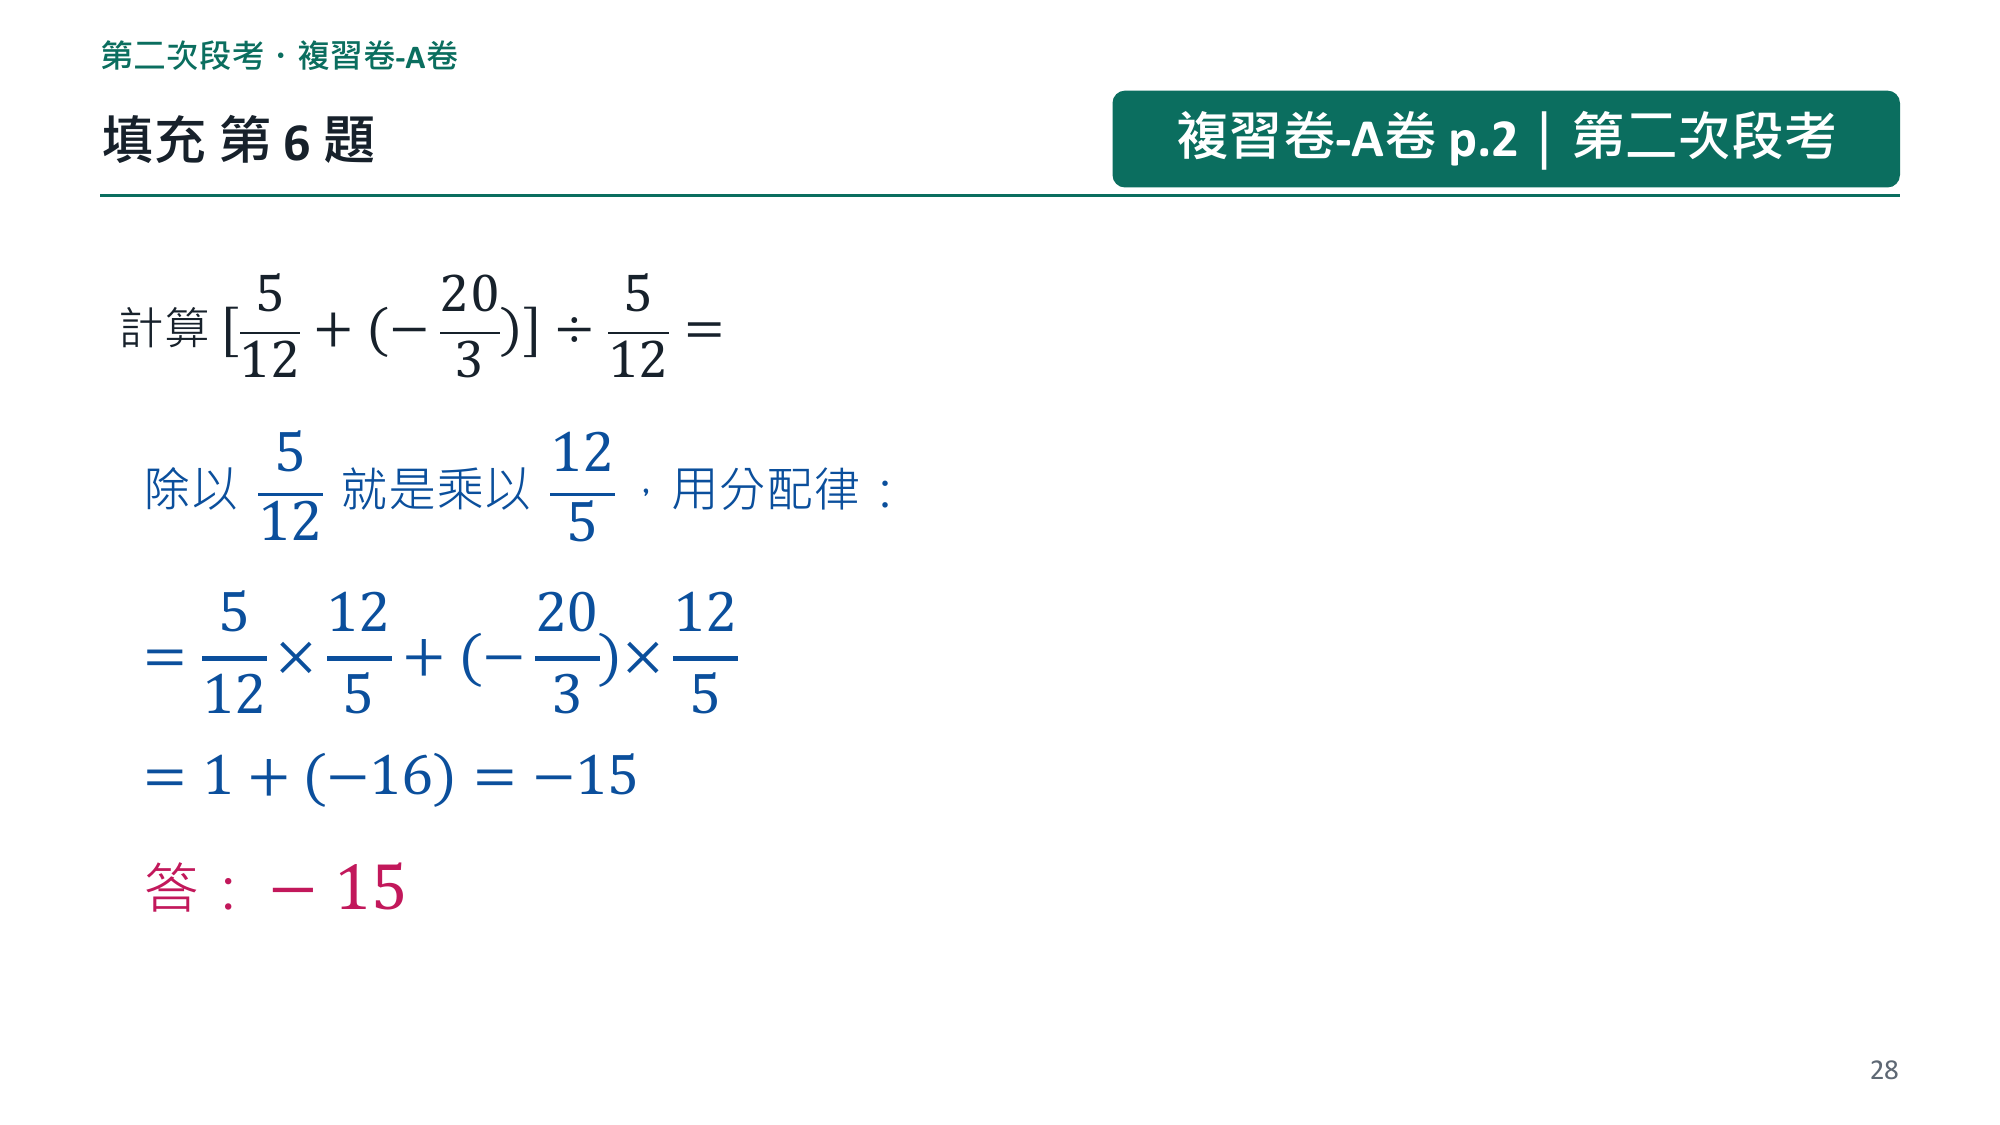 第二次段考・複習卷-A卷
填充 第 6 題
複習卷-A卷 p.2｜第二次段考
計算 [5/12 + (− 20/3)] ÷ 5/12 =
除以 5/12 就是乘以 12/5，用分配律：
= 5/12 × 12/5 + (− 20/3) × 12/5
= 1 + (−16) = −15
答：− 15
28